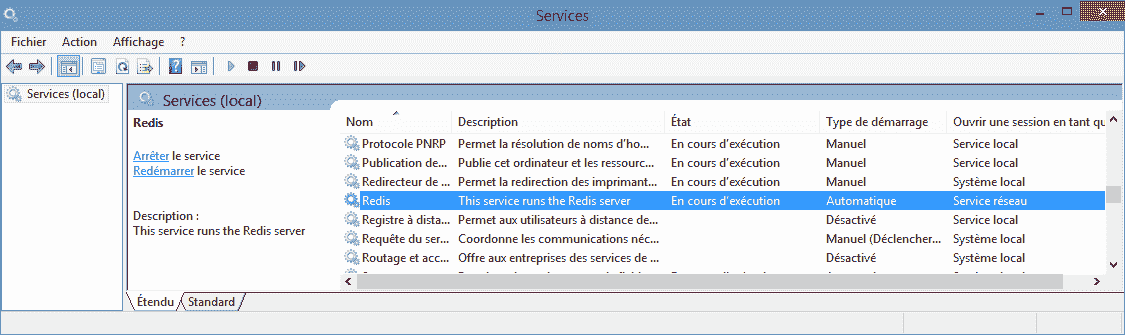 Services
Fichier Action Affichage ?
Services (local)
Services (local)
Redis
Arrêter le service
Redémarrer le service
Description :
This service runs the Redis server
Nom Description État Type de démarrage Ouvrir une session en tant qu
Protocole PNRP Permet la résolution de noms d'ho... En cours d'exécution Manuel Service local
Publication de... Publie cet ordinateur et les ressourc... En cours d'exécution Manuel Service local
Redirecteur de ... Permet la redirection des imprimant... En cours d'exécution Manuel Système local
Redis This service runs the Redis server En cours d'exécution Automatique Service réseau
Registre à dista... Permet aux utilisateurs à distance de... Désactivé Service local
Requête du ser... Coordonne les communications néc... Manuel (Déclencher... Système local
Routage et acc... Offre aux entreprises des services de ... Désactivé Système local
Étendu Standard